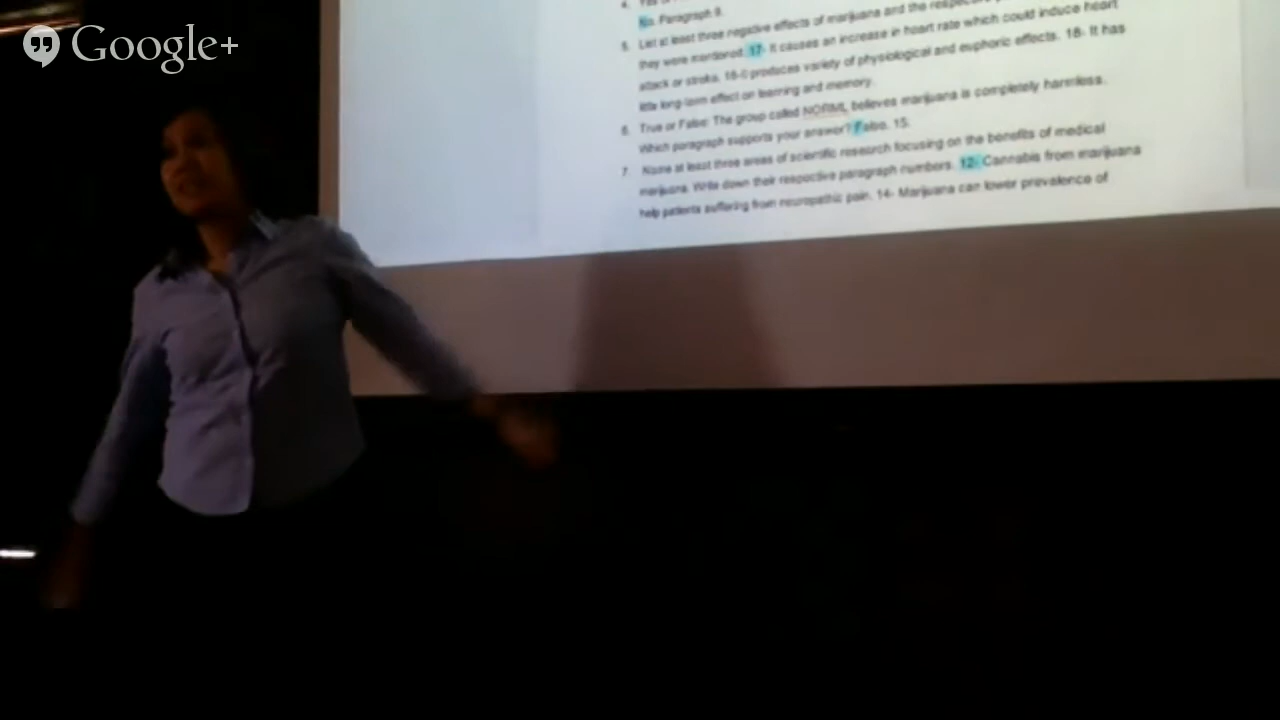 Google+
4. Yes or
No. Paragraph 9.
5. List at least three negative effects of marijuana and the respective
they were mentioned. 17- It causes an increase in heart rate which could induce heart
attack or stroke. 16-It produces variety of physiological and euphoric effects. 18- It has
little long-term effect on learning and memory.
6. True or False: The group called NORML believes marijuana is completely harmless.
Which paragraph supports your answer? False. 15.
7. Name at least three areas of scientific research focusing on the benefits of medical
marijuana. Write down their respective paragraph numbers. 12- Cannabis from marijuana
help patients suffering from neuropathic pain. 14- Marijuana can lower prevalence of